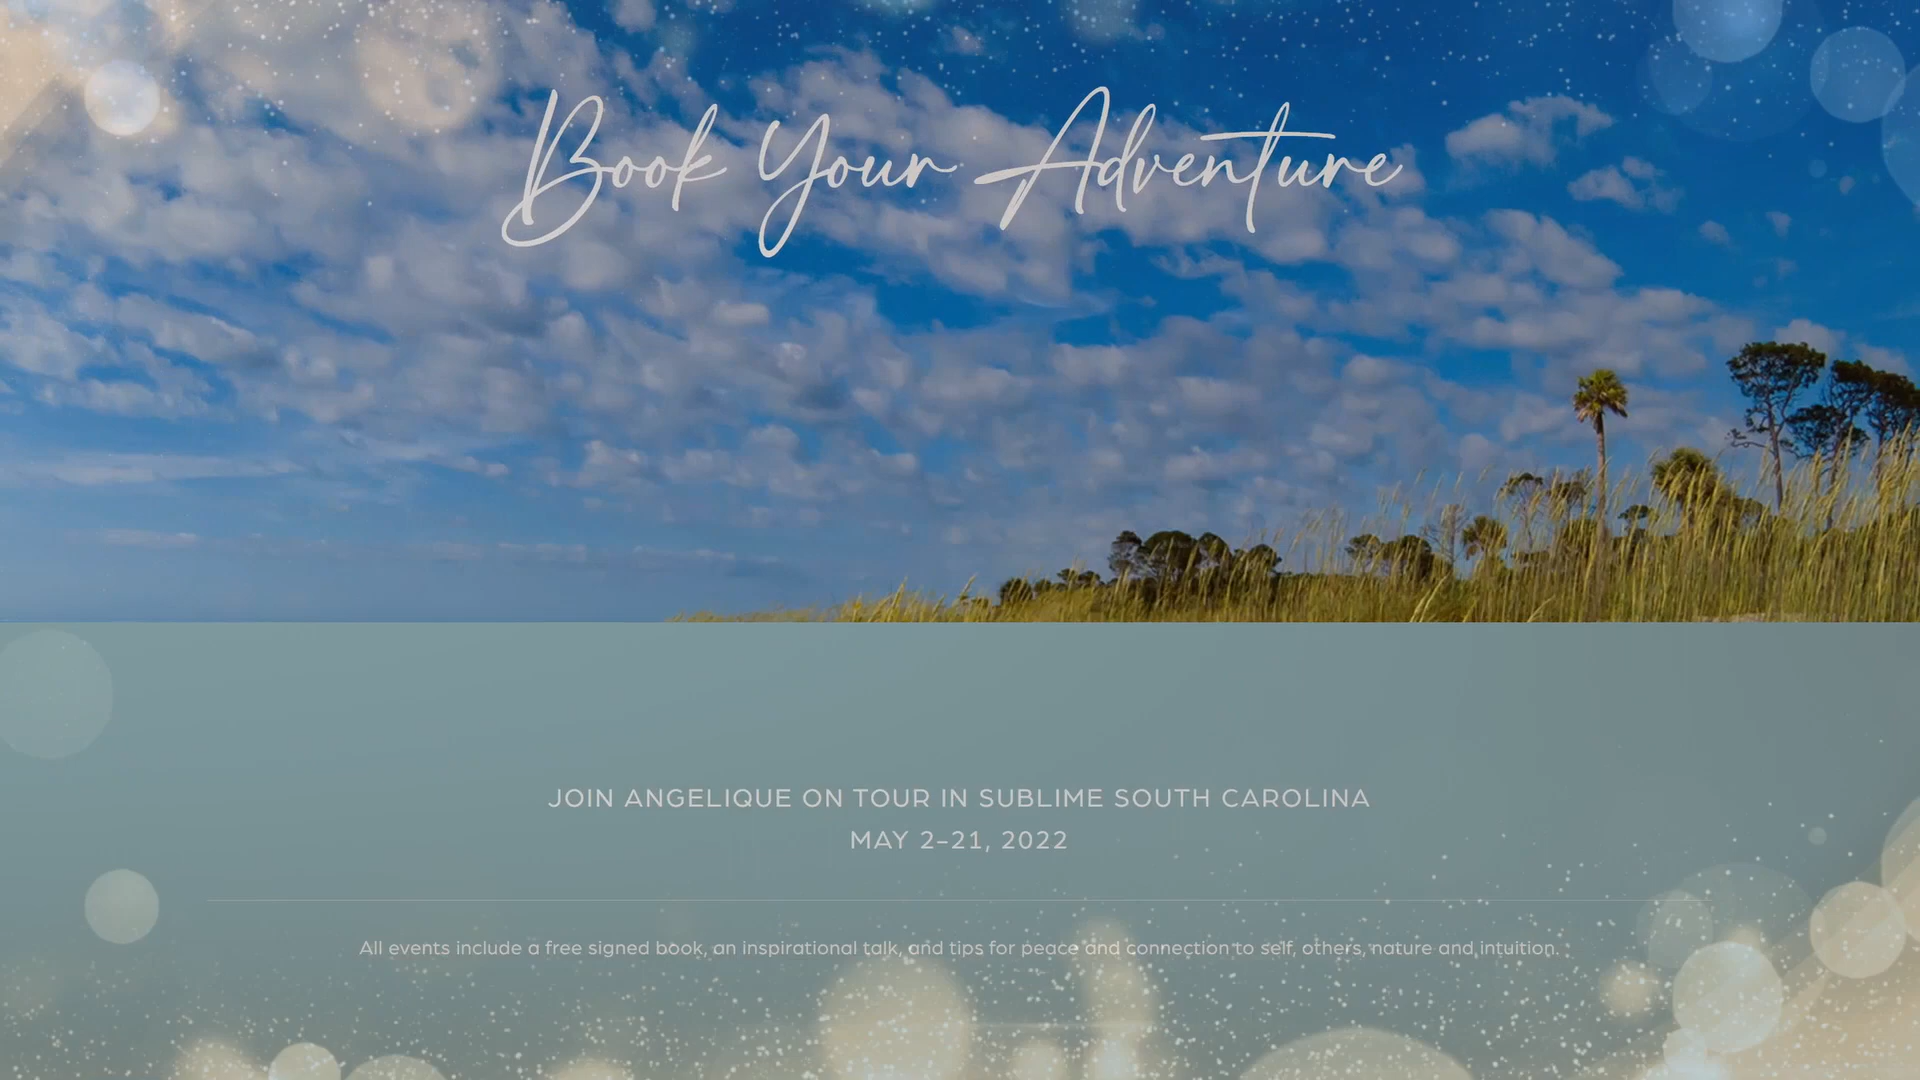 Book Your Adventure
JOIN ANGELIQUE ON TOUR IN SUBLIME SOUTH CAROLINA
MAY 2-21, 2022
All events include a free signed book, an inspirational talk, and tips for peace and connection to self, others, nature and intuition.